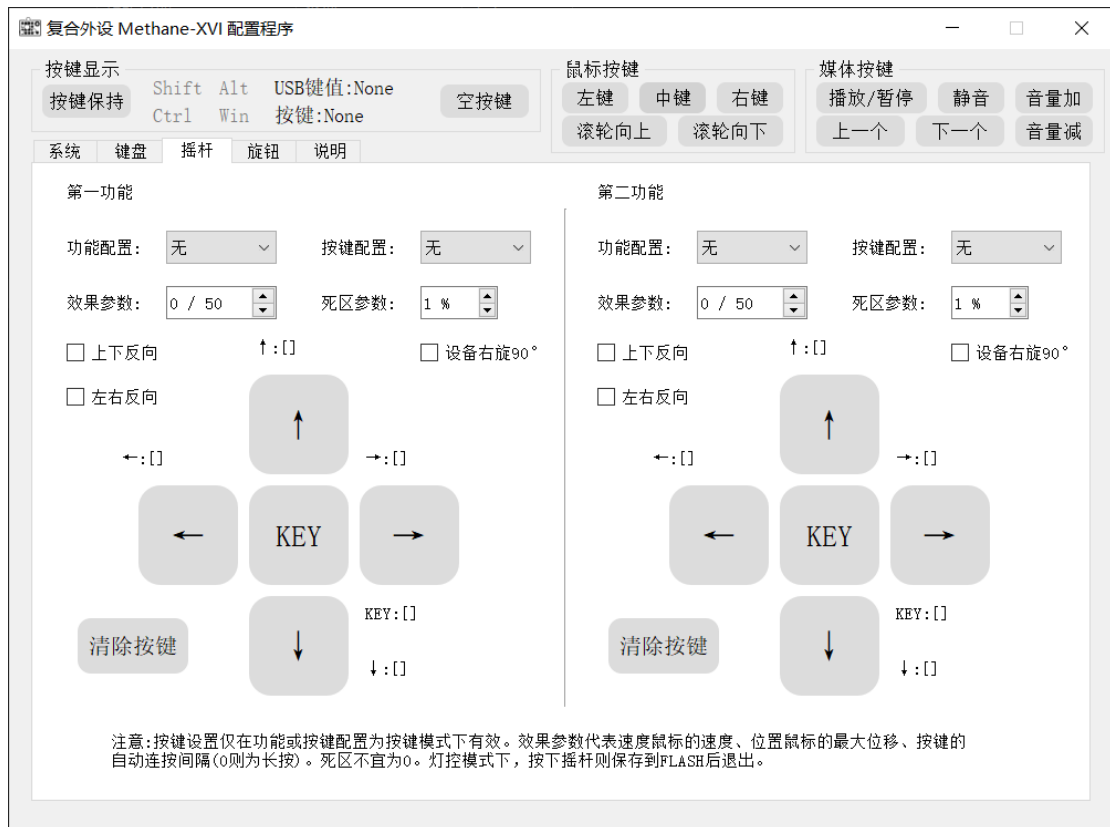 复合外设 Methane-XVI 配置程序
按键显示
按键保持
Shift Alt
Ctrl Win
USB键值:None
按键:None
空按键
鼠标按键
左键 中键 右键
滚轮向上 滚轮向下
媒体按键
播放/暂停 静音 音量加
上一个 下一个 音量减
系统 键盘 摇杆 旋钮 说明
第一功能
功能配置: 无 按键配置: 无
效果参数: 0 / 50 死区参数: 1 %
上下反向 ↑:[] 设备右旋90°
左右反向
↑
←:[] →:[]
← KEY →
KEY:[]
清除按键 ↓
↓:[]
第二功能
功能配置: 无 按键配置: 无
效果参数: 0 / 50 死区参数: 1 %
上下反向 ↑:[] 设备右旋90°
左右反向
↑
←:[] →:[]
← KEY →
KEY:[]
清除按键 ↓
↓:[]
注意:按键设置仅在功能或按键配置为按键模式下有效。效果参数代表速度鼠标的速度、位置鼠标的最大位移、按键的
自动连按间隔(0则为长按)。死区不宜为0。灯控模式下，按下摇杆则保存到FLASH后退出。